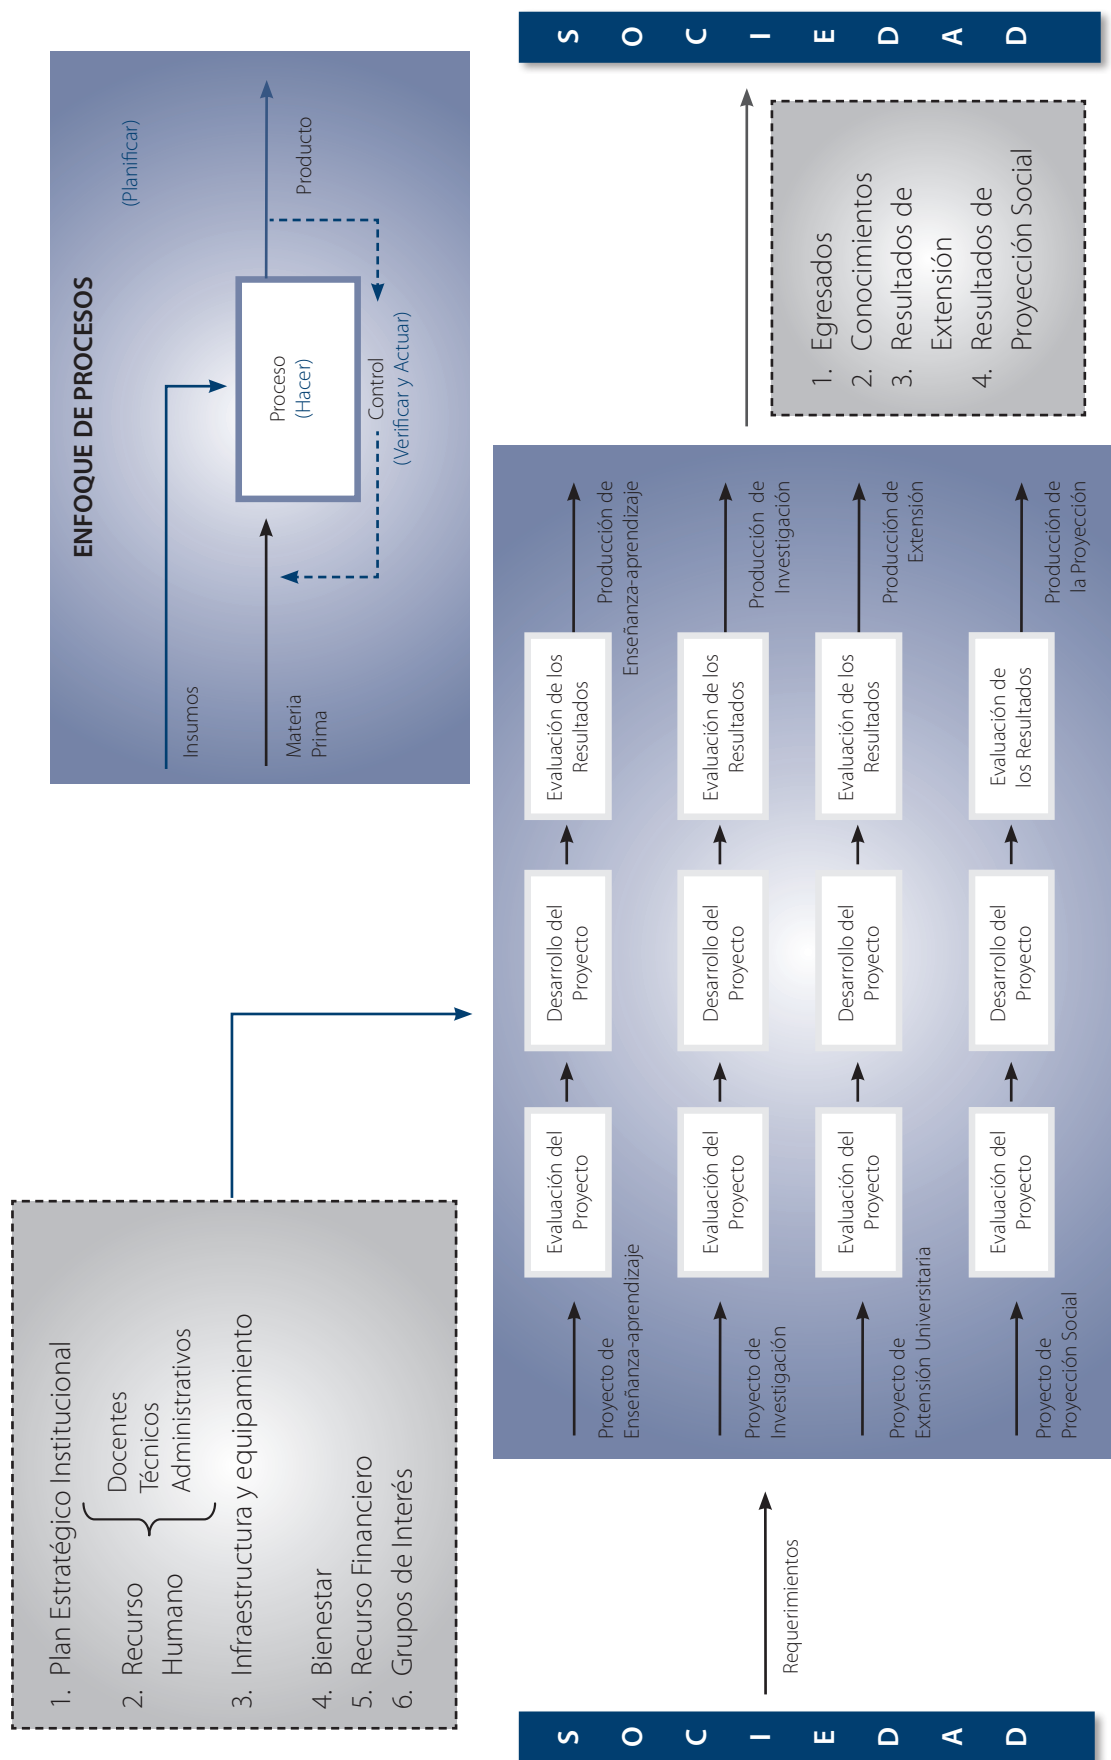 1. Plan Estratégico Institucional
2. Recurso
Humano
Docentes
Técnicos
Administrativos
3. Infraestructura y equipamiento
4. Bienestar
5. Recurso Financiero
6. Grupos de Interés
ENFOQUE DE PROCESOS
(Planificar)
Insumos
Materia
Prima
Proceso
(Hacer)
Producto
Control
(Verificar y Actuar)
S O C I E D A D
Requerimientos
Proyecto de
Enseñanza-aprendizaje
Evaluación del
Proyecto
Desarrollo del
Proyecto
Evaluación de los
Resultados
Producción de
Enseñanza-aprendizaje
Proyecto de
Investigación
Evaluación del
Proyecto
Desarrollo del
Proyecto
Evaluación de los
Resultados
Producción de
Investigación
Proyecto de
Extensión Universitaria
Evaluación del
Proyecto
Desarrollo del
Proyecto
Evaluación de los
Resultados
Producción de
Extensión
Proyecto de
Proyección Social
Evaluación del
Proyecto
Desarrollo del
Proyecto
Evaluación de
los Resultados
Producción de
la Proyección
1. Egresados
2. Conocimientos
3. Resultados de
Extensión
4. Resultados de
Proyección Social
S O C I E D A D